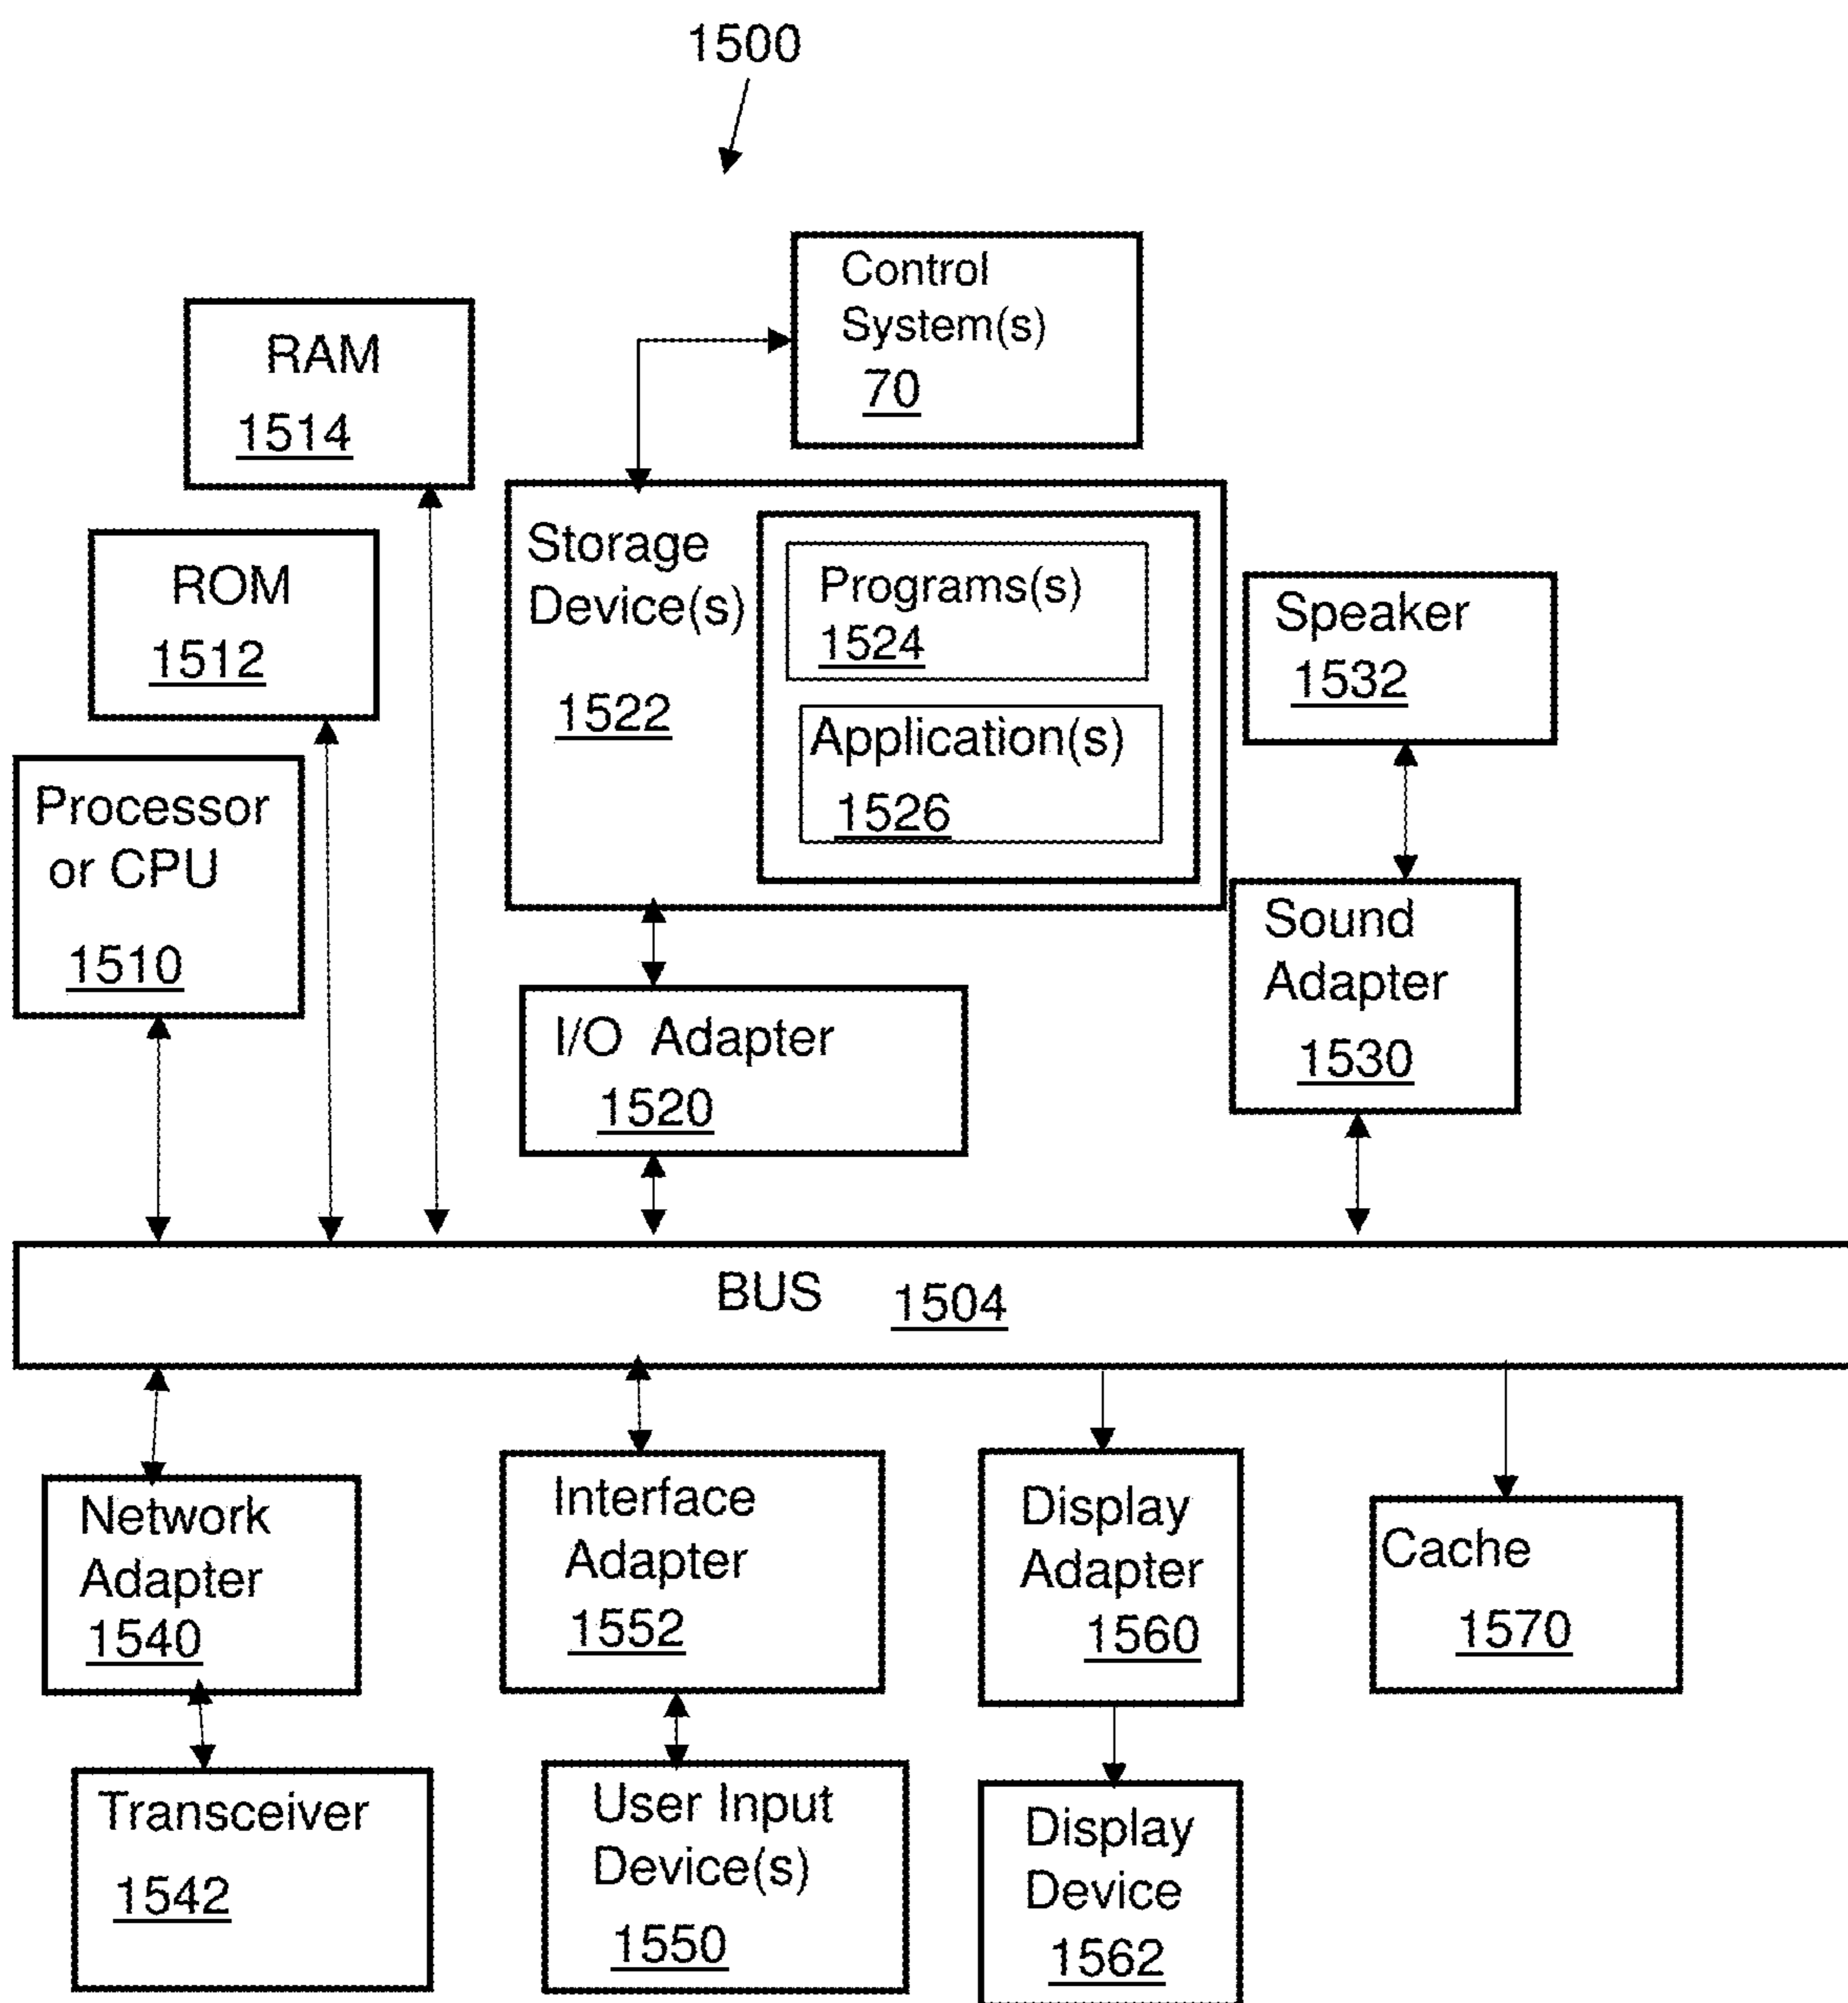 1500
Control
System(s)
70
RAM
1514
ROM
1512
Processor
or CPU
1510
Storage
Device(s)
1522
Programs(s)
1524
Application(s)
1526
Speaker
1532
Sound
Adapter
1530
I/O Adapter
1520
BUS 1504
Network
Adapter
1540
Interface
Adapter
1552
Display
Adapter
1560
Cache
1570
Transceiver
1542
User Input
Device(s)
1550
Display
Device
1562